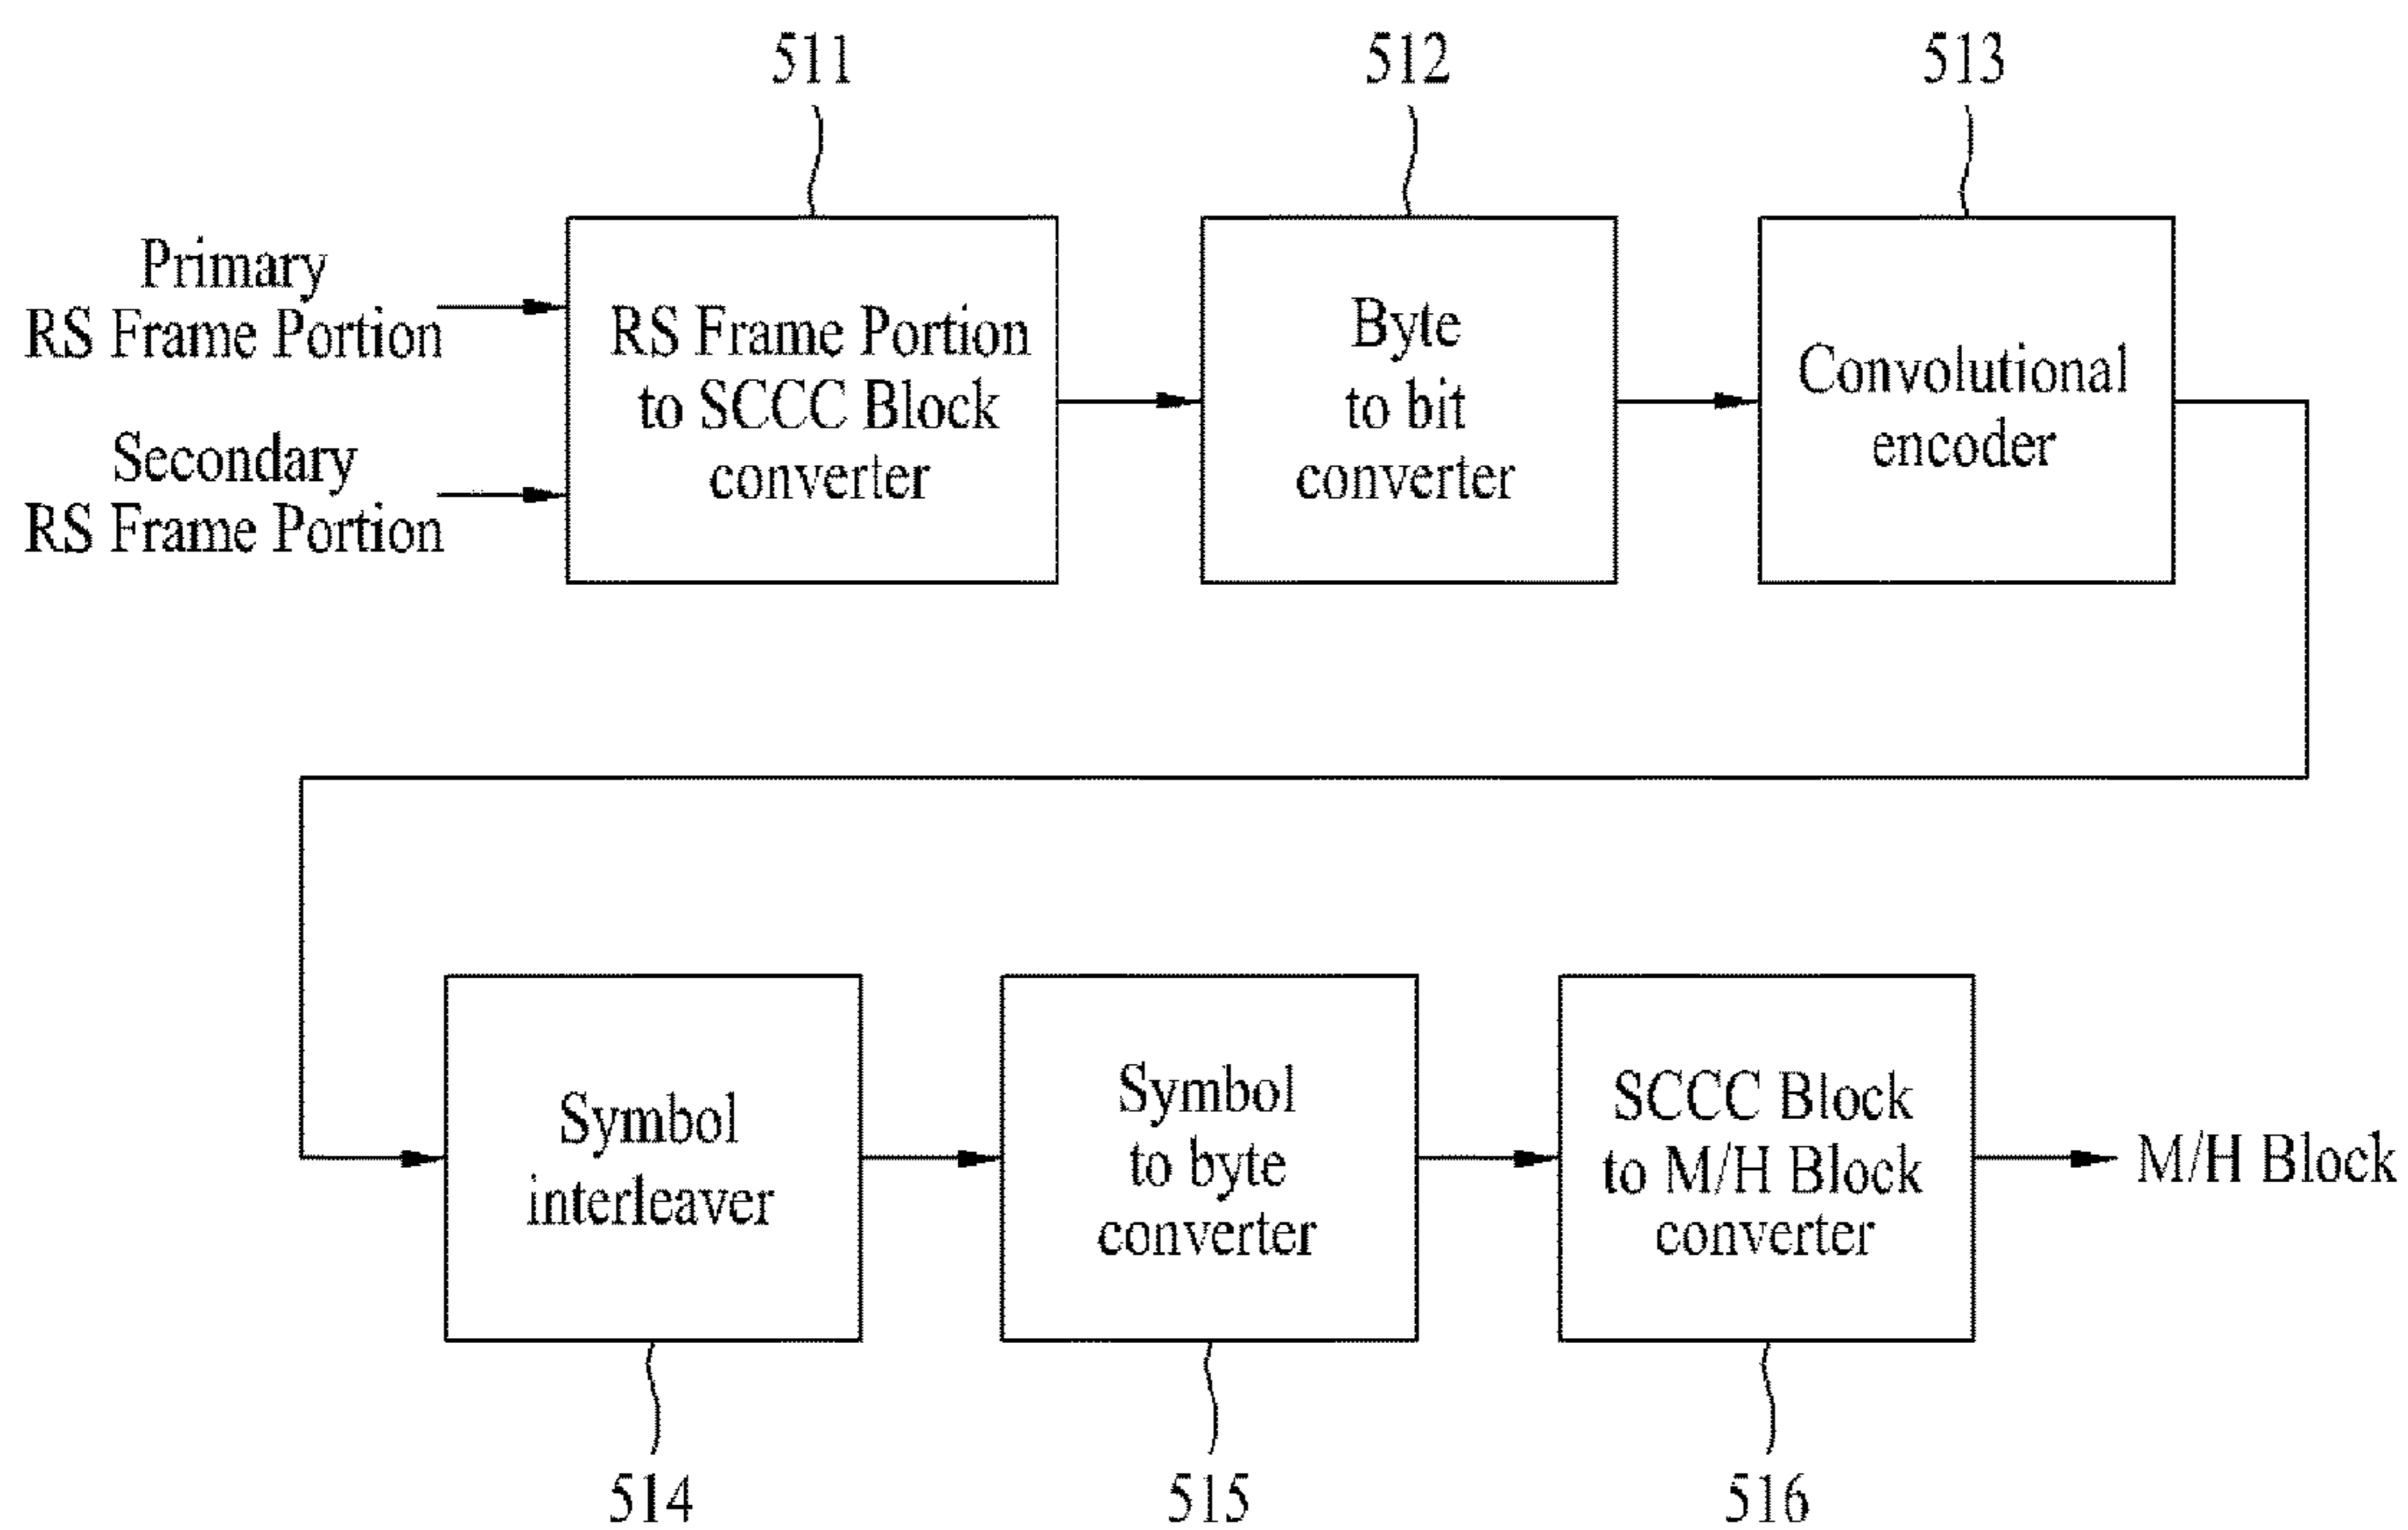 511
512
513
Primary
RS Frame Portion
Secondary
RS Frame Portion
RS Frame Portion
to SCCC Block
converter
Byte
to bit
converter
Convolutional
encoder
Symbol
interleaver
Symbol
to byte
converter
SCCC Block
to M/H Block
converter
M/H Block
514
515
516